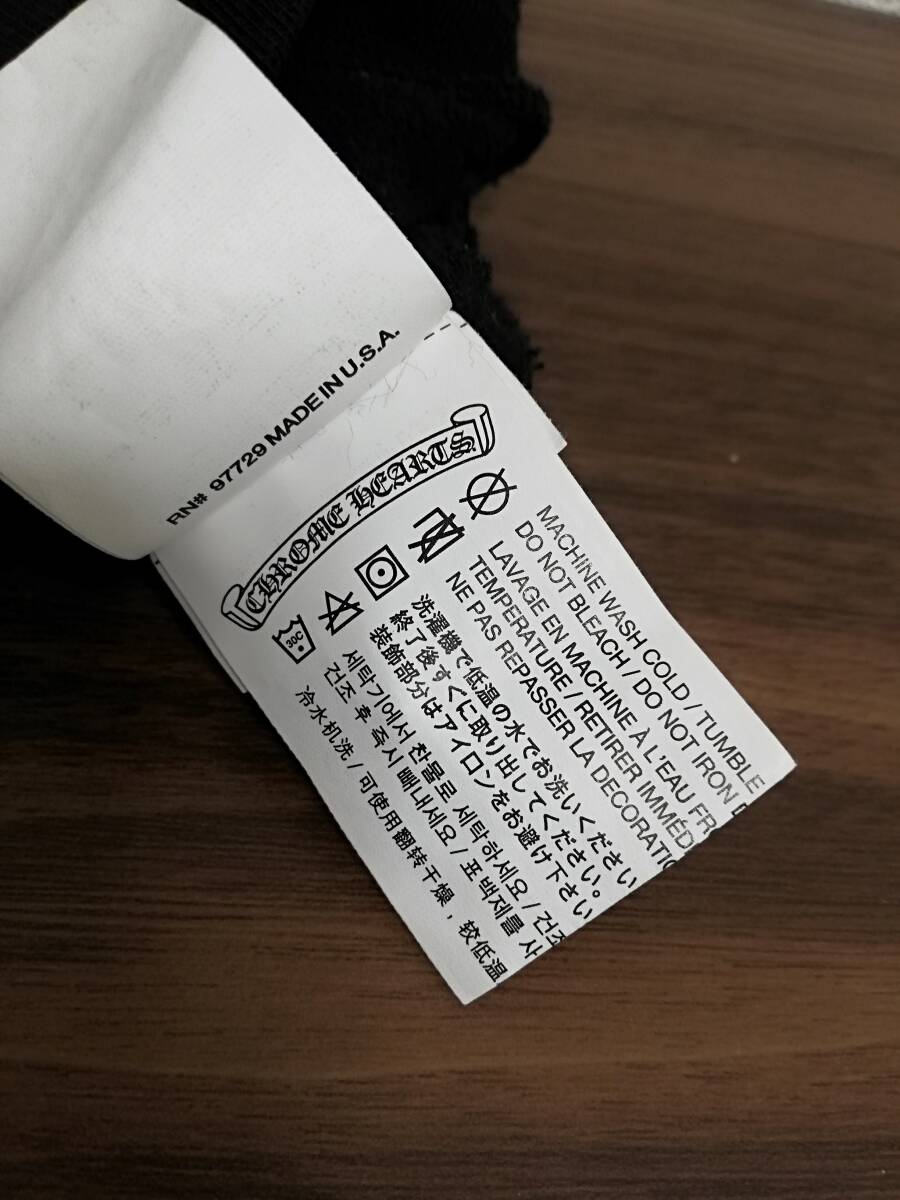 RN# 97729 MADE IN U.S.A.
CHROME HEARTS
30C
MACHINE WASH COLD / TUMBLE
DO NOT BLEACH / DO NOT IRON D
LAVAGE EN MACHINE À L'EAU FR
TEMPERATURE / RETIRER IMMÉD
NE PAS REPASSER LA DECORATIO
洗濯機で低温の水でお洗いください
終了後すぐに取り出してください。
装飾部分はアイロンをお避け下さい
세탁기에서 찬물로 세탁하세요 / 건조
건조 후 즉시 빼내세요 / 표백제를 사
冷水机洗 / 可使用翻转干燥，较低温